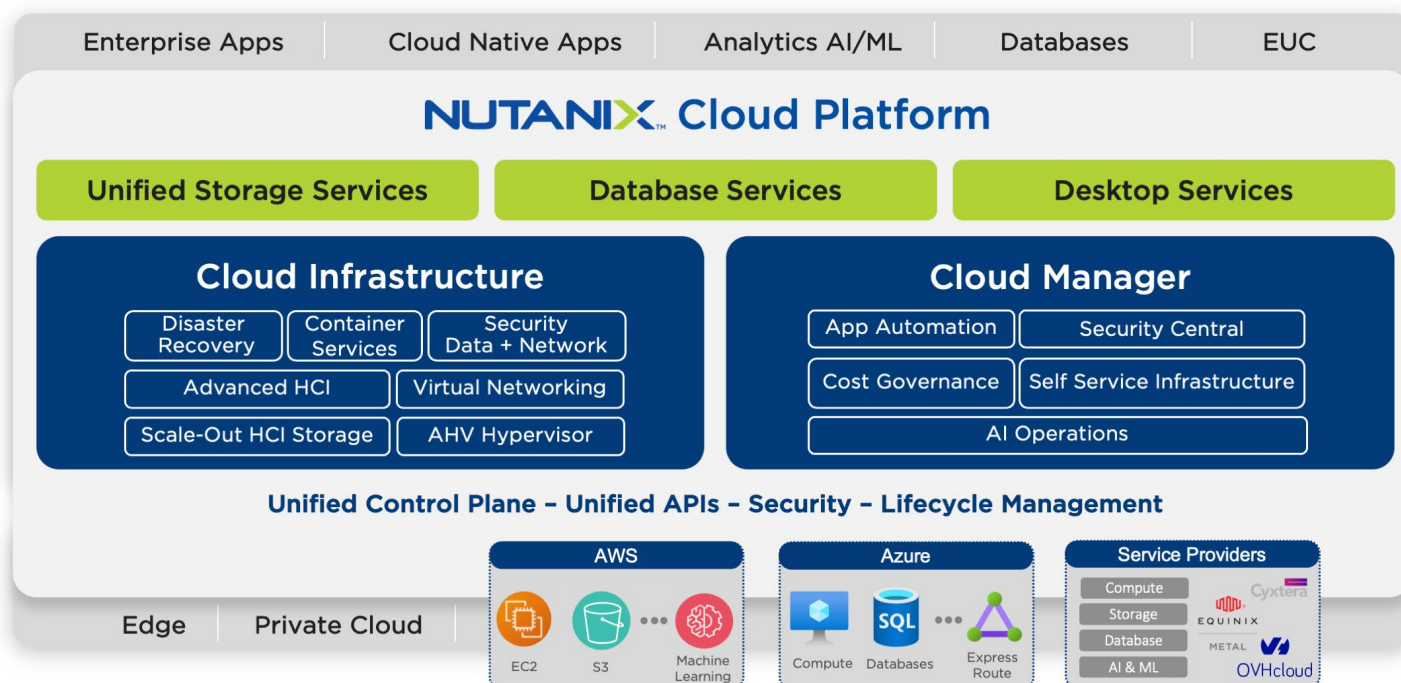 Enterprise Apps
Cloud Native Apps
Analytics AI/ML
Databases
EUC
NUTANIX™ Cloud Platform
Unified Storage Services
Database Services
Desktop Services
Cloud Infrastructure
Disaster
Recovery
Container
Services
Security
Data + Network
Advanced HCI
Virtual Networking
Scale-Out HCI Storage
AHV Hypervisor
Cloud Manager
App Automation
Security Central
Cost Governance
Self Service Infrastructure
AI Operations
Unified Control Plane – Unified APIs – Security – Lifecycle Management
Edge
Private Cloud
AWS
EC2
S3
Machine
Learning
Azure
Compute
SQL
Databases
Express
Route
Service Providers
Compute
Storage
Database
AI & ML
Cyxtera
EQUINIX
METAL
OVHcloud